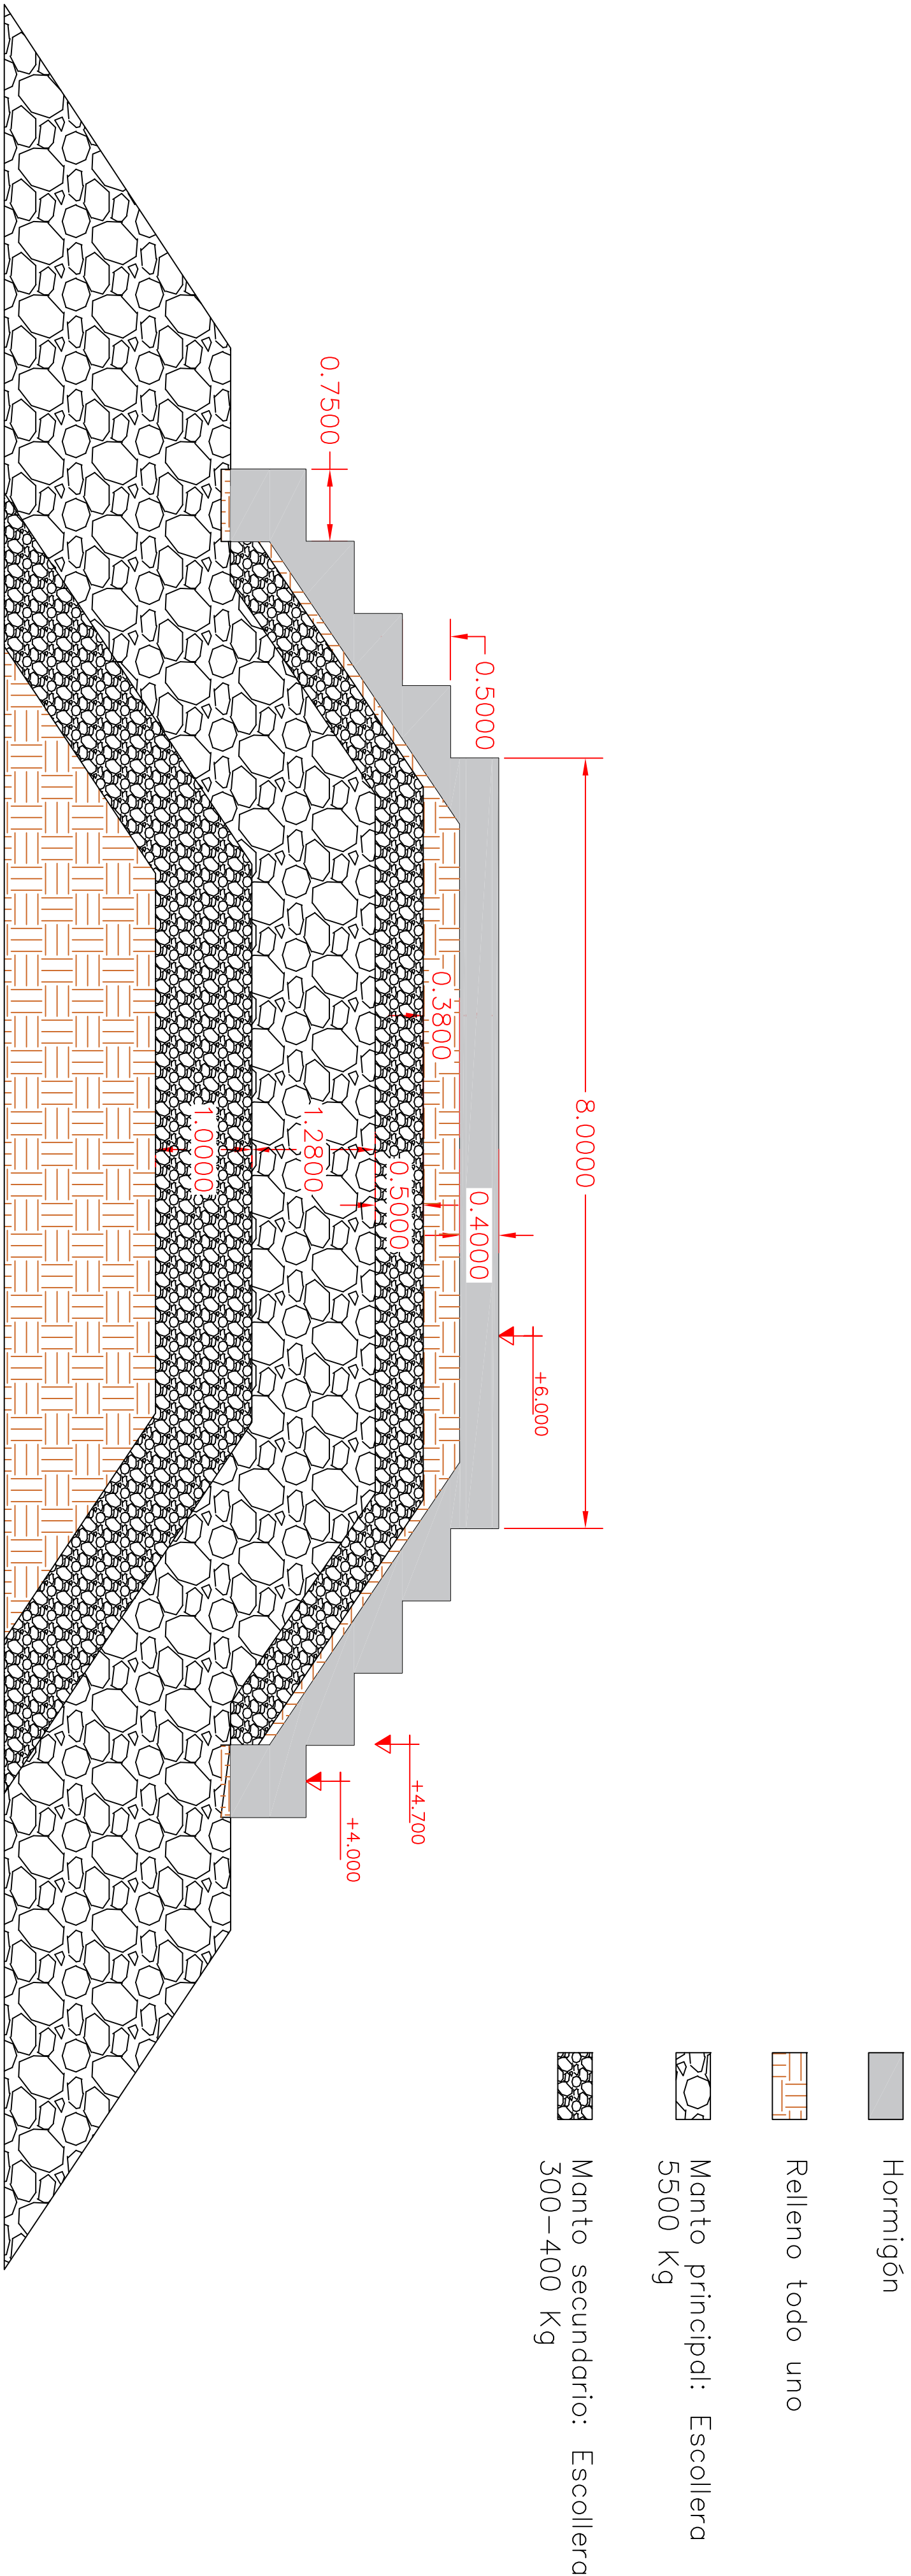 8.0000
+6.000
0.4000
0.5000
0.3800
0.5000
0.7500
1.2800
1.0000
+4.700
+4.000
Hormigón
Relleno todo uno
Manto principal: Escollera
5500 Kg
Manto secundario: Escollera
300-400 Kg